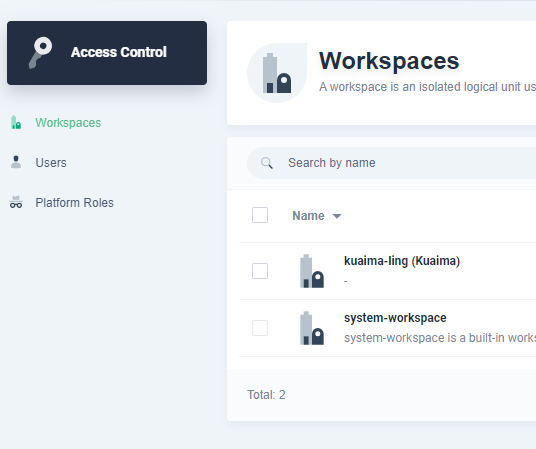 Access Control
Workspaces
Users
Platform Roles
Workspaces
A workspace is an isolated logical unit us
Search by name
Name
kuaima-ling (Kuaima)
-
system-workspace
system-workspace is a built-in works
Total: 2